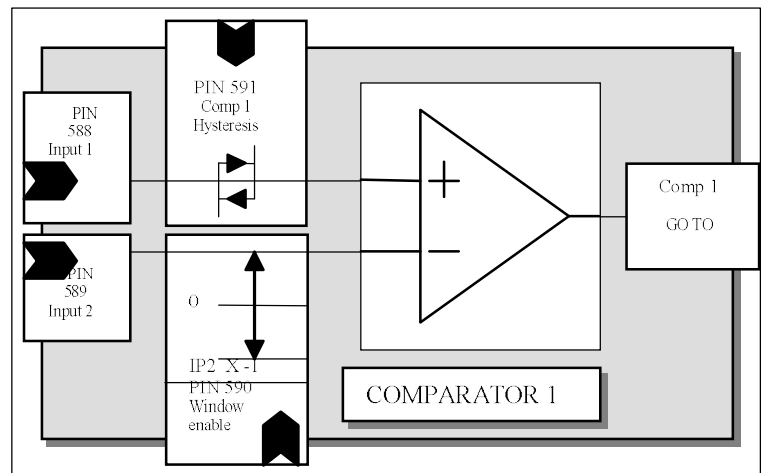 PIN 591
Comp 1
Hysteresis
PIN
588
Input 1
PIN
589
Input 2
O
IP2 X -1
PIN 590
Window
enable
+
−
Comp 1
GO TO
COMPARATOR 1